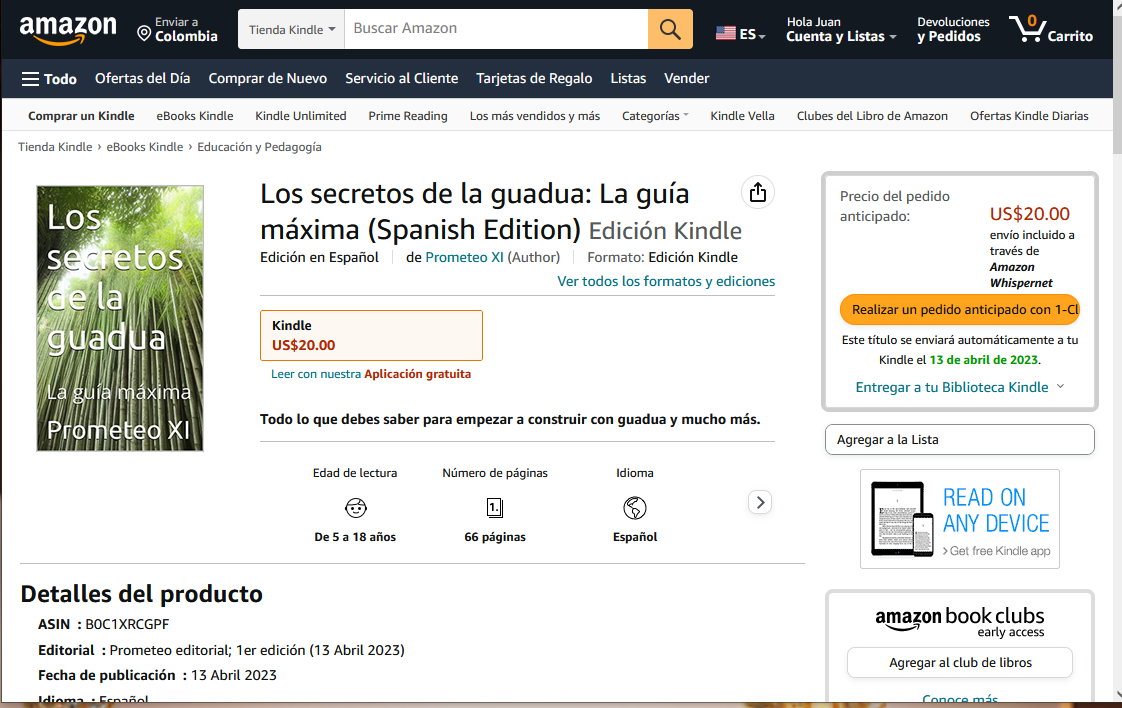 amazon
Enviar a
Colombia
Tienda Kindle
Buscar Amazon
ES
Hola Juan
Cuenta y Listas
Devoluciones
y Pedidos
0
Carrito
Todo
Ofertas del Día
Comprar de Nuevo
Servicio al Cliente
Tarjetas de Regalo
Listas
Vender
Comprar un Kindle
eBooks Kindle
Kindle Unlimited
Prime Reading
Los más vendidos y más
Categorías
Kindle Vella
Clubes del Libro de Amazon
Ofertas Kindle Diarias
Tienda Kindle › eBooks Kindle › Educación y Pedagogía
Los
secretos
de la
guadua
La guía máxima
Prometeo XI
Los secretos de la guadua: La guía
máxima (Spanish Edition) Edición Kindle
Edición en Español
de Prometeo XI (Author)
Formato: Edición Kindle
Ver todos los formatos y ediciones
Kindle
US$20.00
Leer con nuestra Aplicación gratuita
Todo lo que debes saber para empezar a construir con guadua y mucho más.
Edad de lectura
De 5 a 18 años
Número de páginas
1.
66 páginas
Idioma
Español
Detalles del producto
ASIN : B0C1XRCGPF
Editorial : Prometeo editorial; 1er edición (13 Abril 2023)
Fecha de publicación : 13 Abril 2023
Idioma : Español
Precio del pedido
anticipado:
US$20.00
envío incluido a
través de
Amazon
Whispernet
Realizar un pedido anticipado con 1-Cl
Este título se enviará automáticamente a tu
Kindle el 13 de abril de 2023.
Entregar a tu Biblioteca Kindle
Agregar a la Lista
READ ON
ANY DEVICE
› Get free Kindle app
amazon book clubs
early access
Agregar al club de libros
Conoce más